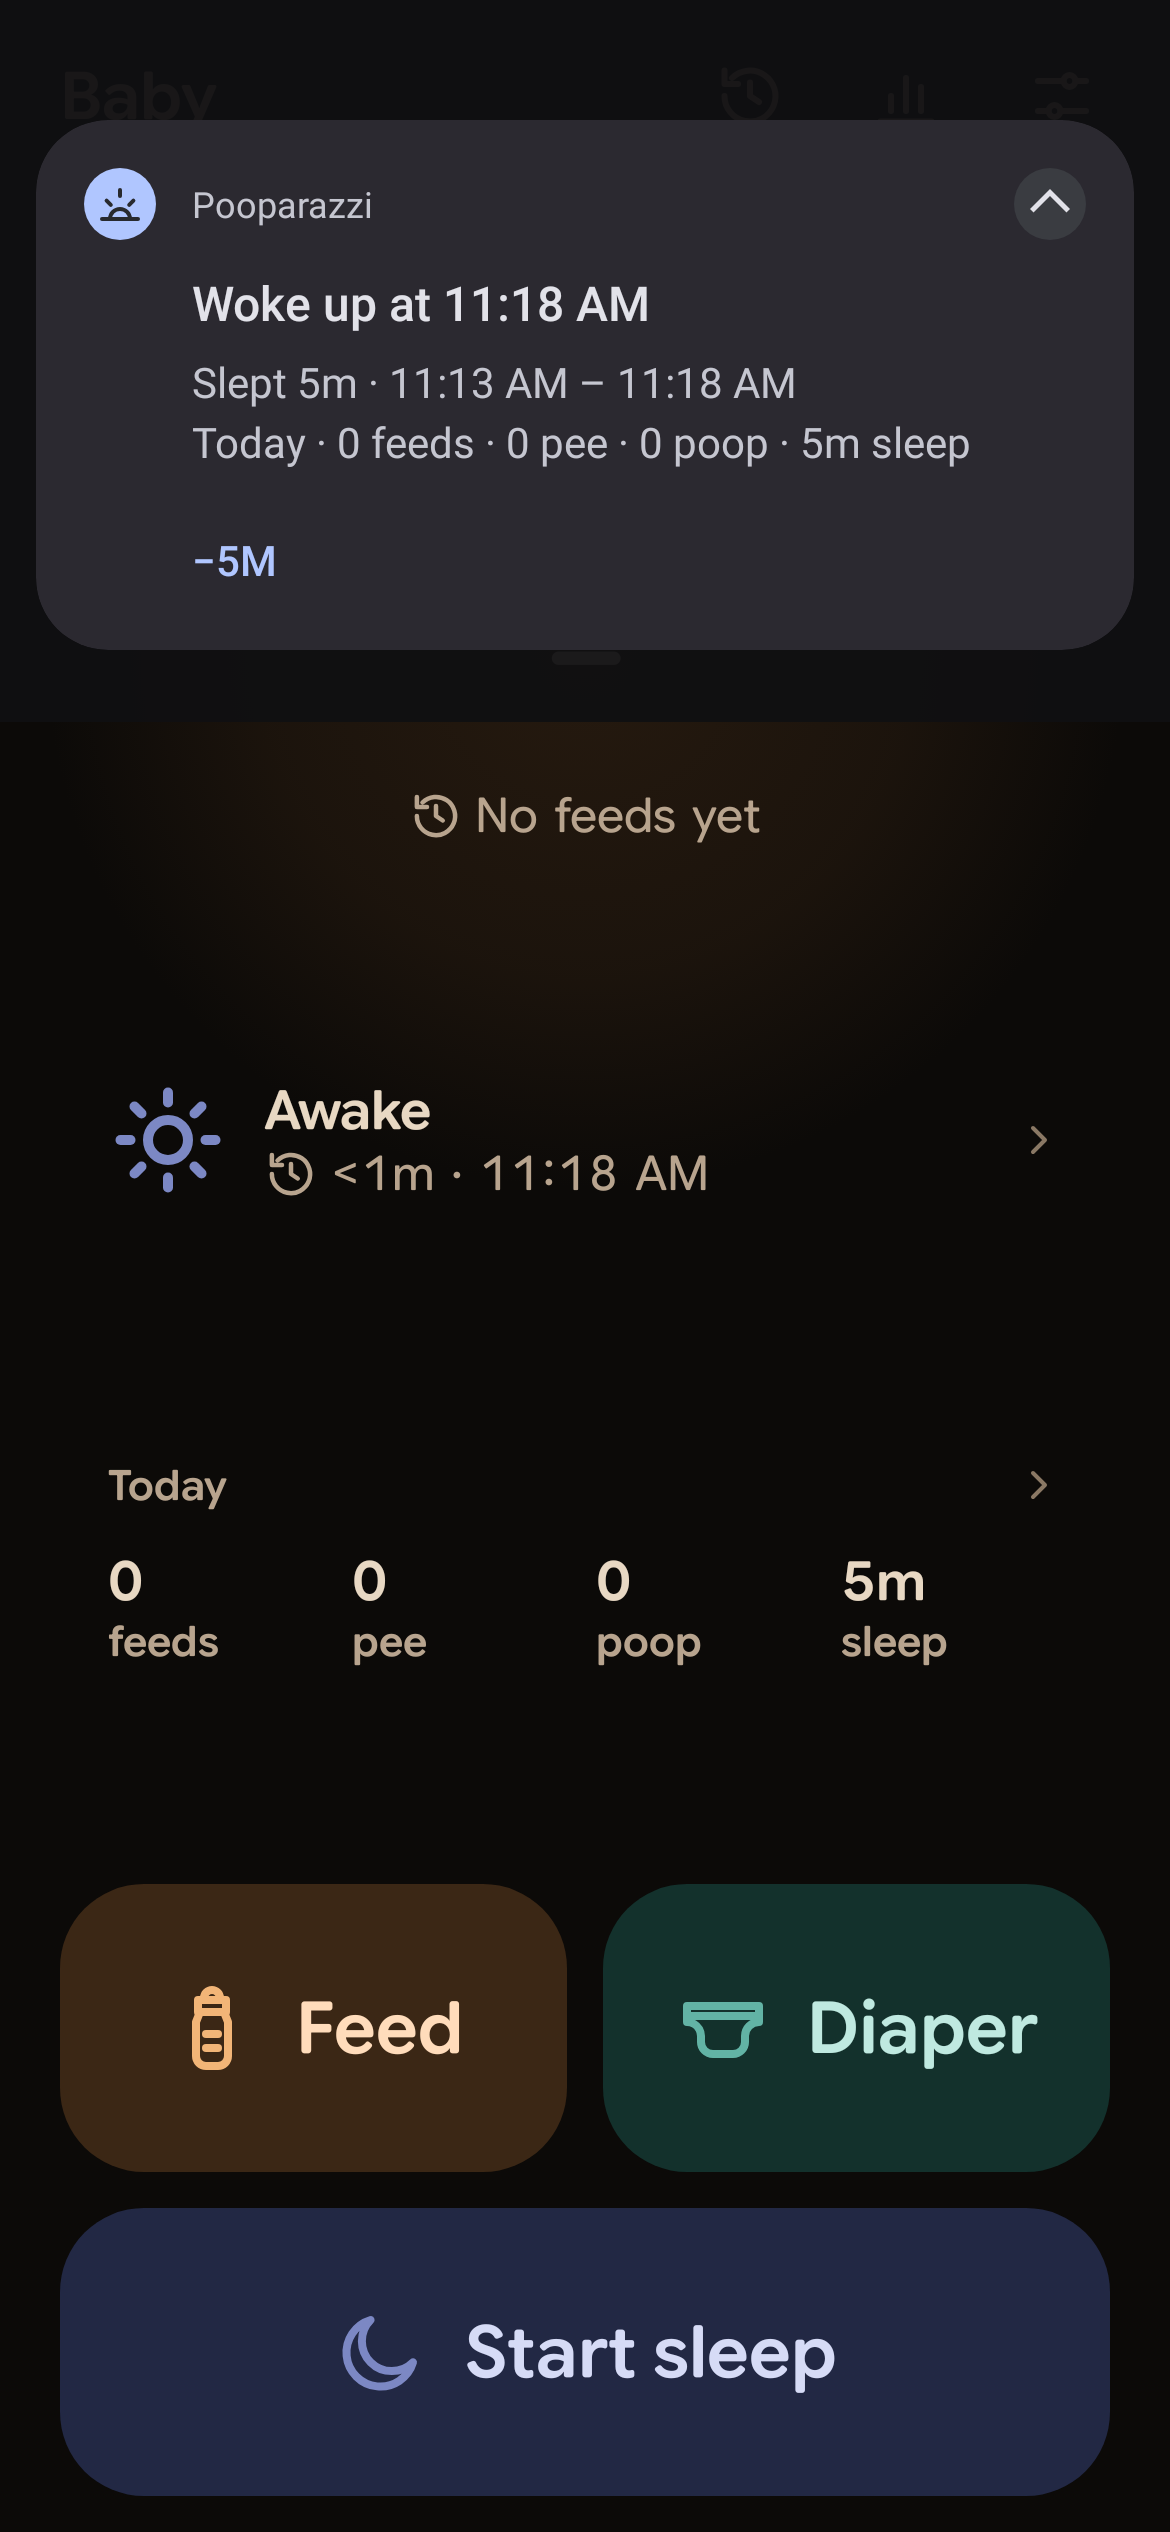 Baby
Pooparazzi
Woke up at 11:18 AM
Slept 5m · 11:13 AM – 11:18 AM
Today · 0 feeds · 0 pee · 0 poop · 5m sleep
−5M
No feeds yet
Awake
<1m · 11:18 AM
Today
0 0 0 5m
feeds pee poop sleep
Feed Diaper
Start sleep